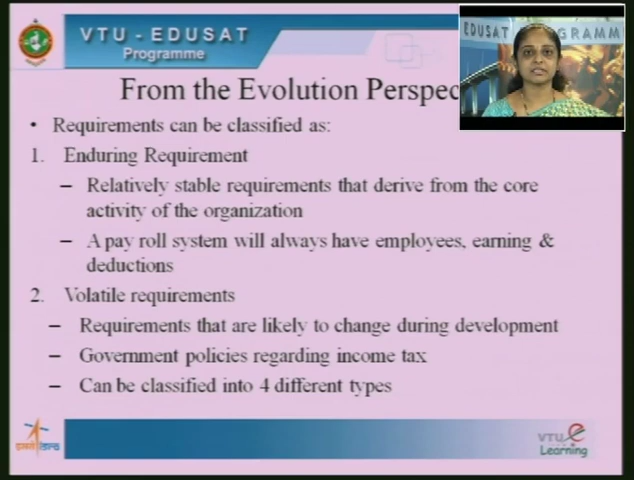 VTU - EDUSAT
Programme
EDUSAT PROGRAMM
From the Evolution Perspec
• Requirements can be classified as:
1. Enduring Requirement
– Relatively stable requirements that derive from the core
activity of the organization
– A pay roll system will always have employees, earning &
deductions
2. Volatile requirements
– Requirements that are likely to change during development
– Government policies regarding income tax
– Can be classified into 4 different types
VTU e
Learning